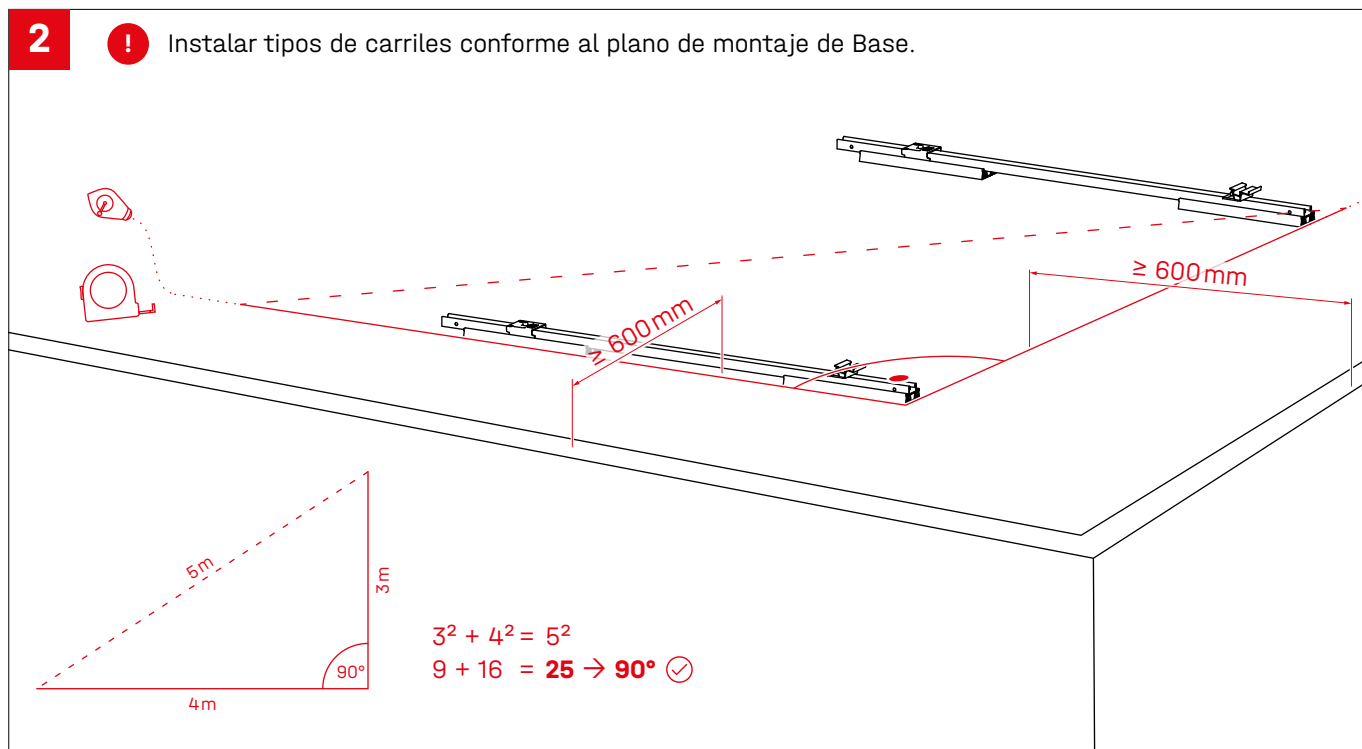 2
! Instalar tipos de carriles conforme al plano de montaje de Base.
≥ 600 mm
≥ 600 mm
5m
3m
90°
4m
3² + 4² = 5²
9 + 16 = 25 → 90°